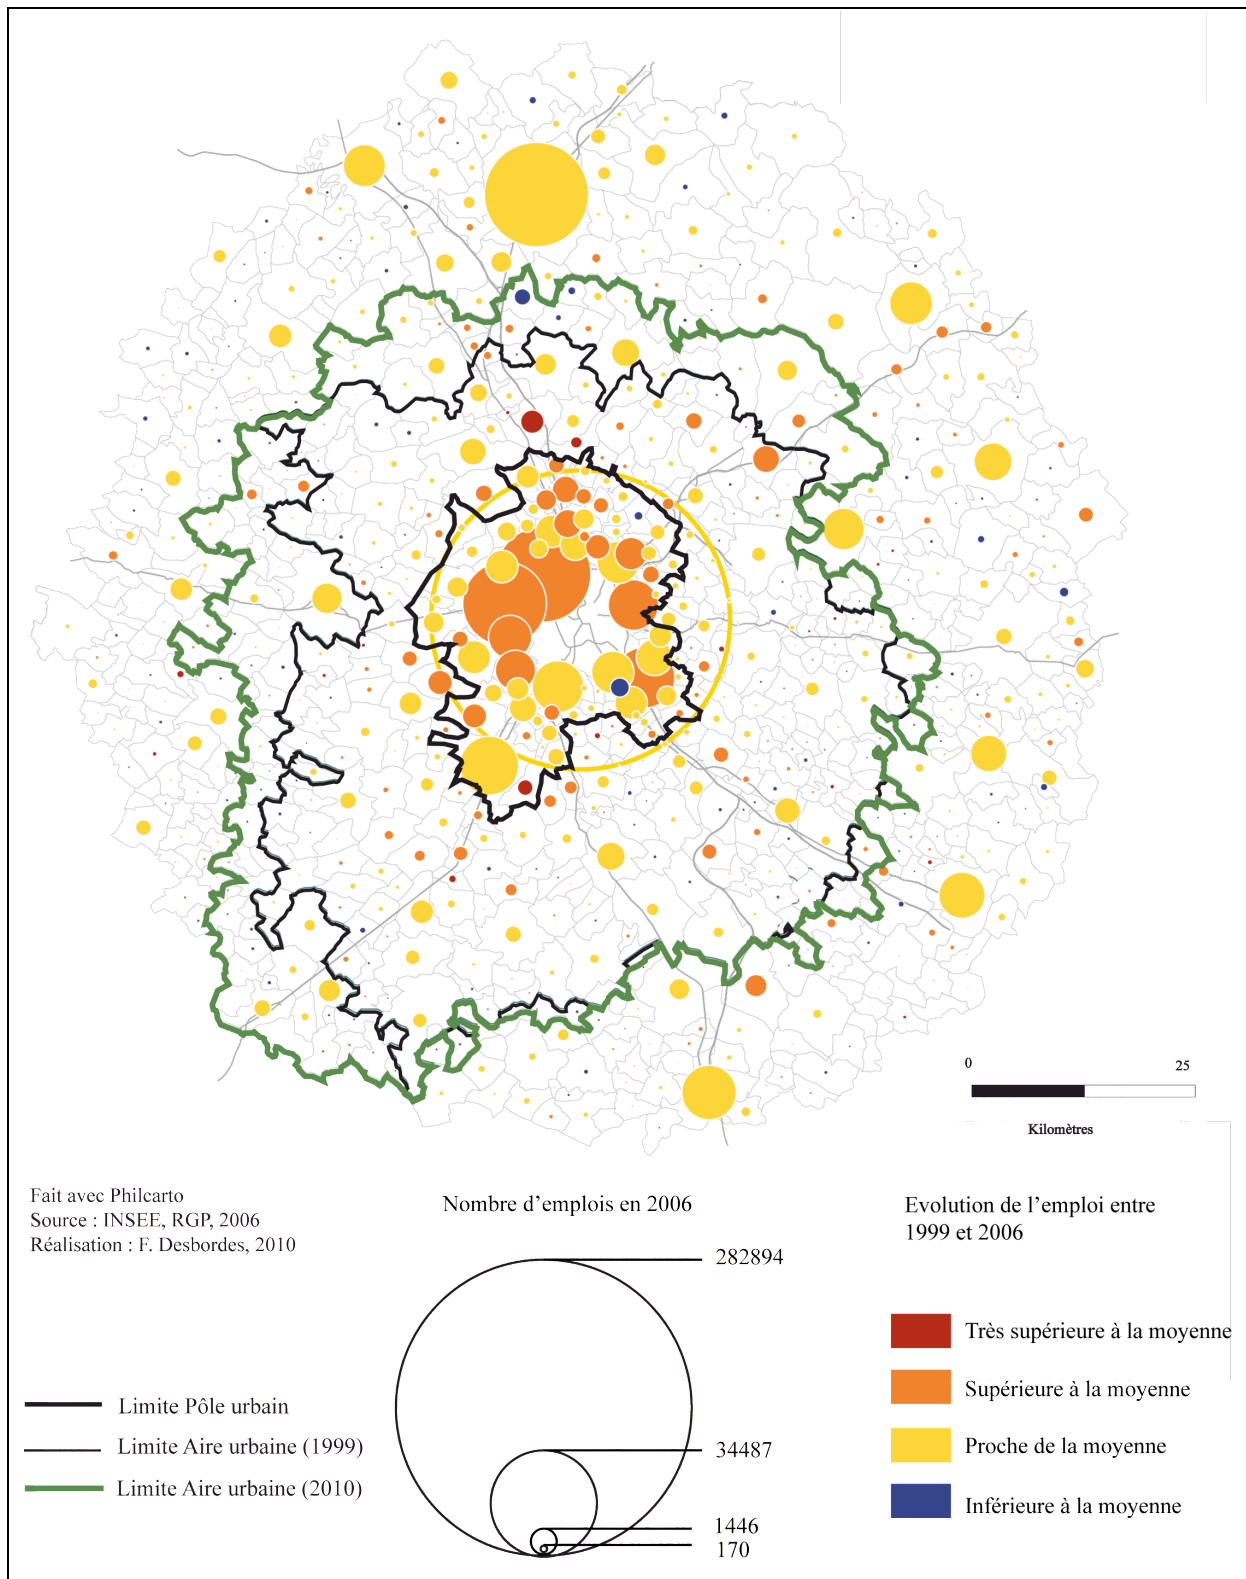 0
25
Kilomètres
Fait avec Philcarto
Source : INSEE, RGP, 2006
Réalisation : F. Desbordes, 2010
Limite Pôle urbain
Limite Aire urbaine (1999)
Limite Aire urbaine (2010)
Nombre d’emplois en 2006
282894
34487
1446
170
Evolution de l’emploi entre
1999 et 2006
Très supérieure à la moyenne
Supérieure à la moyenne
Proche de la moyenne
Inférieure à la moyenne